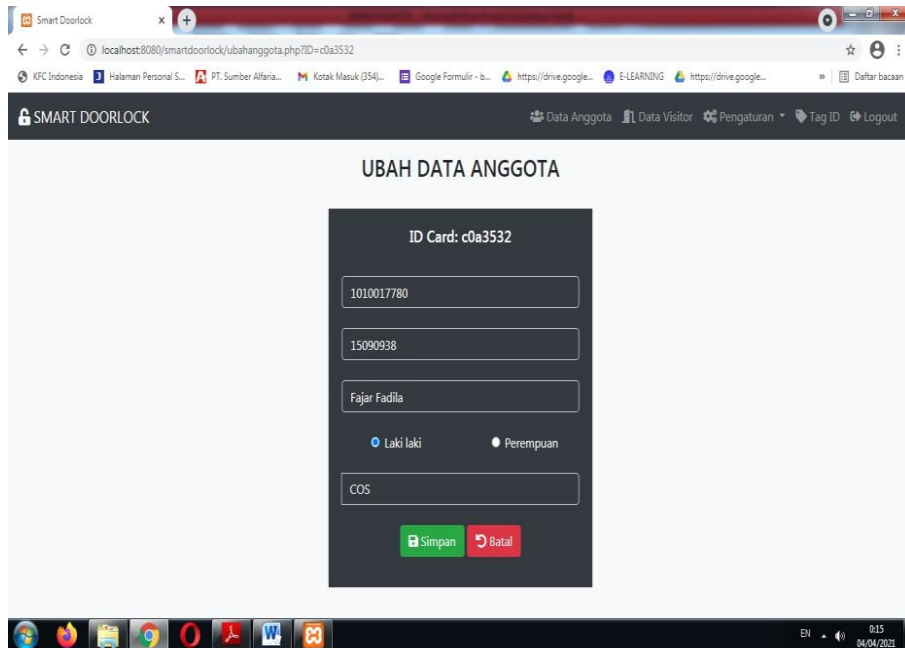 Smart Doorlock
localhost:8080/smartdoorlock/ubahanggota.php?ID=c0a3532
KFC Indonesia Halaman Personal S... PT. Sumber Alfaria... Kotak Masuk (354)... Google Formulir - b... https://drive.google... E-LEARNING https://drive.google... » Daftar bacaan
SMART DOORLOCK Data Anggota Data Visitor Pengaturan Tag ID Logout
UBAH DATA ANGGOTA
ID Card: c0a3532
1010017780
15090938
Fajar Fadila
Laki laki Perempuan
COS
Simpan Batal
EN 0:15
04/04/2021